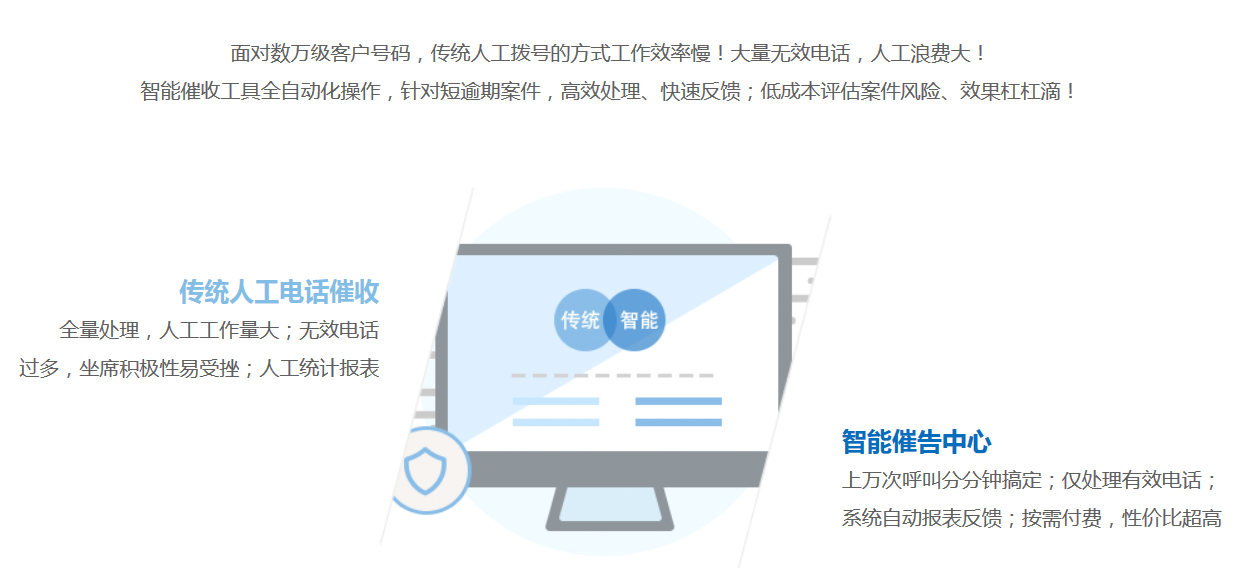 面对数万级客户号码，传统人工拨号的方式工作效率慢！大量无效电话，人工浪费大！
智能催收工具全自动化操作，针对短逾期案件，高效处理、快速反馈；低成本评估案件风险、效果杠杠滴！
传统人工电话催收
全量处理，人工工作量大；无效电话
过多，坐席积极性易受挫；人工统计报表
传统 智能
智能催告中心
上万次呼叫分分钟搞定；仅处理有效电话；
系统自动报表反馈；按需付费，性价比超高